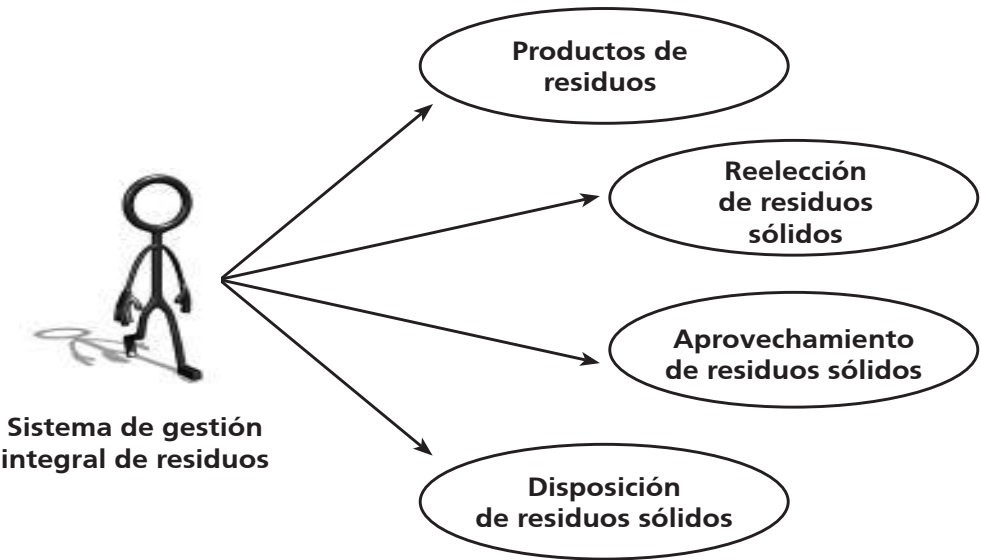 Productos de
residuos
Reelección
de residuos
sólidos
Aprovechamiento
de residuos sólidos
Sistema de gestión
integral de residuos
Disposición
de residuos sólidos